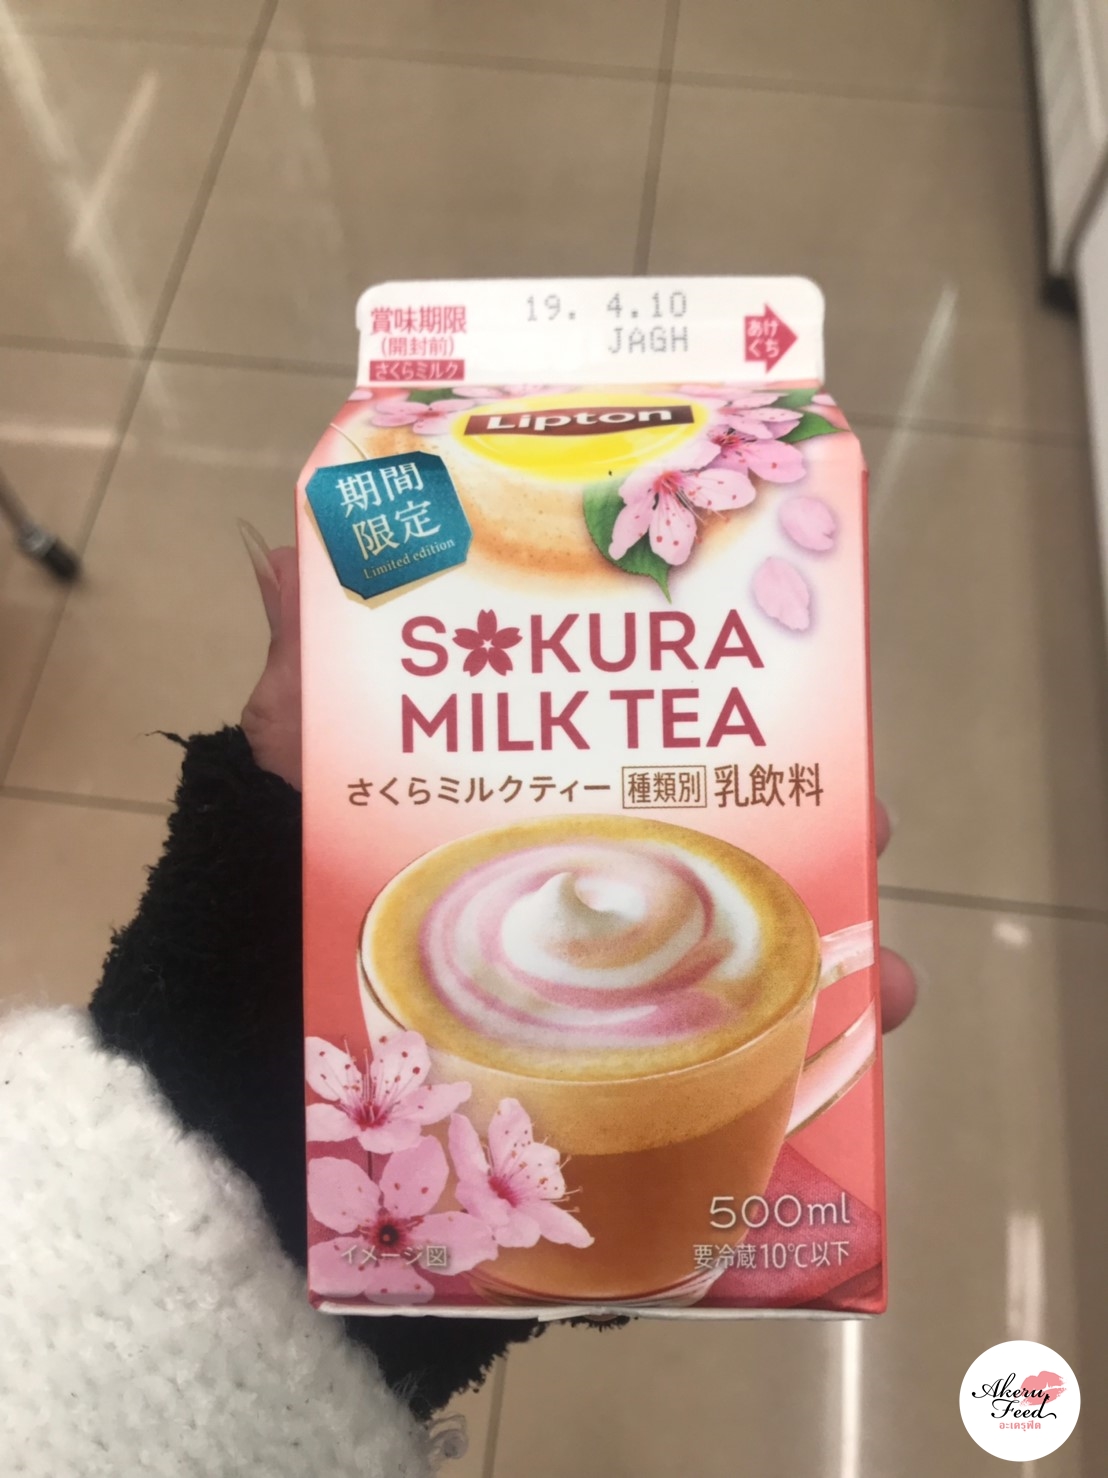 賞味期限
(開封前)
さくらミルク
19. 4.10
JAGH
あけ
ぐち
Lipton
期間
限定
Limited edition
SAKURA
MILK TEA
さくらミルクティー 種類別 乳飲料
500ml
要冷蔵10℃以下
イメージ図
Akeru
Feed
อะเครุฟีด